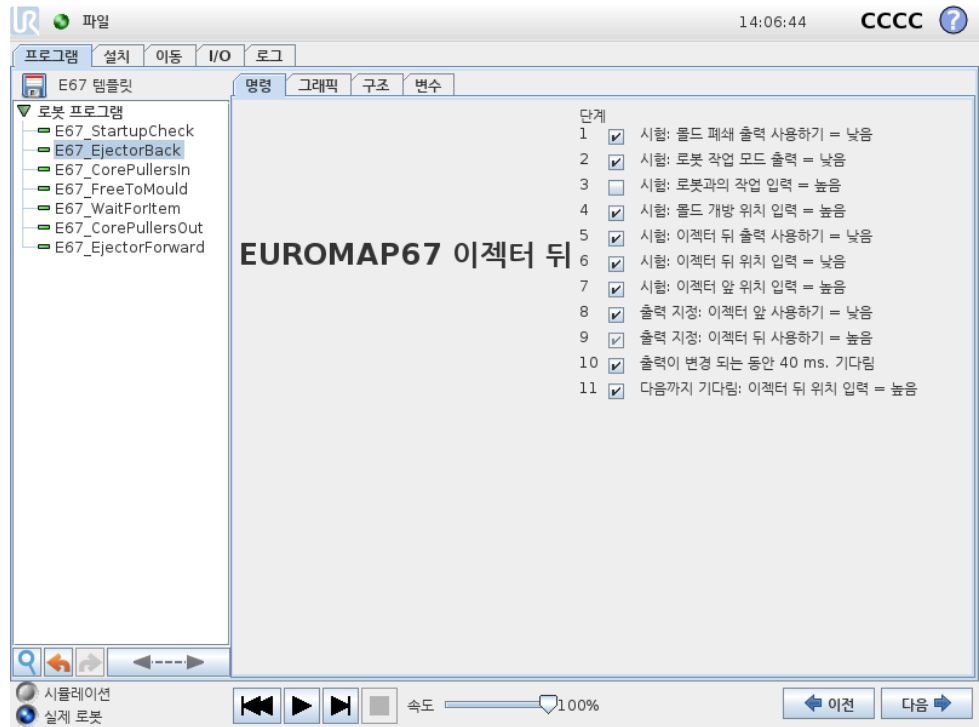 UR 파일 14:06:44 CCCC ?
프로그램 설치 이동 I/O 로그
E67 템플릿
명령 그래픽 구조 변수
로봇 프로그램
E67_StartupCheck
E67_EjectorBack
E67_CorePullersIn
E67_FreeToMould
E67_WaitForItem
E67_CorePullersOut
E67_EjectorForward
EUROMAP67 이젝터 뒤
단계
1 시험: 몰드 폐쇄 출력 사용하기 = 낮음
2 시험: 로봇 작업 모드 출력 = 낮음
3 시험: 로봇과의 작업 입력 = 높음
4 시험: 몰드 개방 위치 입력 = 높음
5 시험: 이젝터 뒤 출력 사용하기 = 낮음
6 시험: 이젝터 뒤 위치 입력 = 낮음
7 시험: 이젝터 앞 위치 입력 = 높음
8 출력 지정: 이젝터 앞 사용하기 = 낮음
9 출력 지정: 이젝터 뒤 사용하기 = 높음
10 출력이 변경 되는 동안 40 ms. 기다림
11 다음까지 기다림: 이젝터 뒤 위치 입력 = 높음
시뮬레이션
실제 로봇
속도 100%
이전 다음